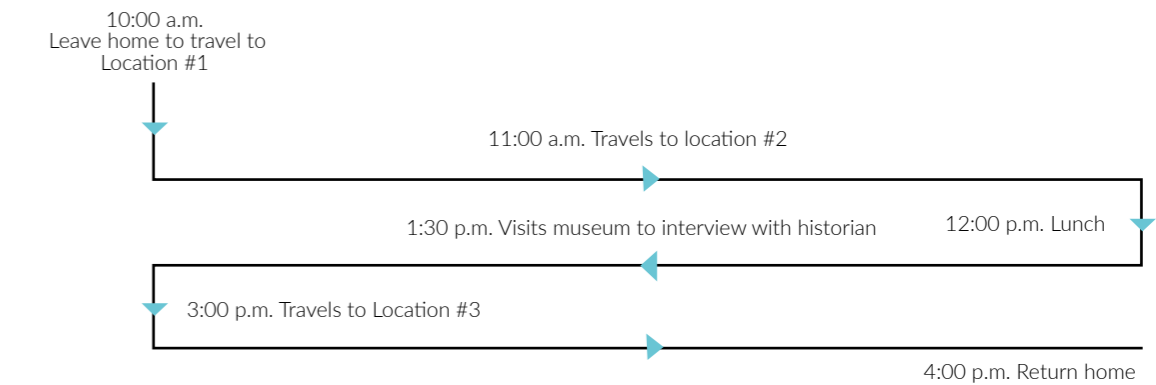 10:00 a.m.
Leave home to travel to
Location #1
11:00 a.m. Travels to location #2
12:00 p.m. Lunch
1:30 p.m. Visits museum to interview with historian
3:00 p.m. Travels to Location #3
4:00 p.m. Return home